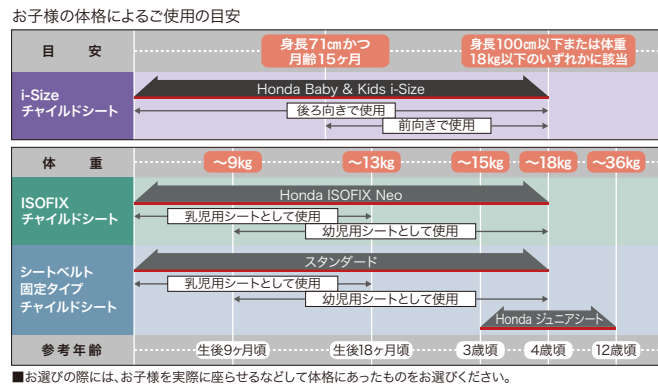 お子様の体格によるご使用の目安
目 安
身長71cmかつ
月齢15ヶ月
身長100cm以下または体重
18kg以下のいずれかに該当
i-Size
チャイルドシート
Honda Baby & Kids i-Size
後ろ向きで使用
前向きで使用
体 重
～9kg
～13kg
～15kg
～18kg
～36kg
ISOFIX
チャイルドシート
Honda ISOFIX Neo
乳児用シートとして使用
幼児用シートとして使用
シートベルト
固定タイプ
チャイルドシート
スタンダード
乳児用シートとして使用
幼児用シートとして使用
Honda ジュニアシート
参考年齢
生後9ヶ月頃
生後18ヶ月頃
3歳頃
4歳頃
12歳頃
■お選びの際には、お子様を実際に座らせるなどして体格にあったものをお選びください。